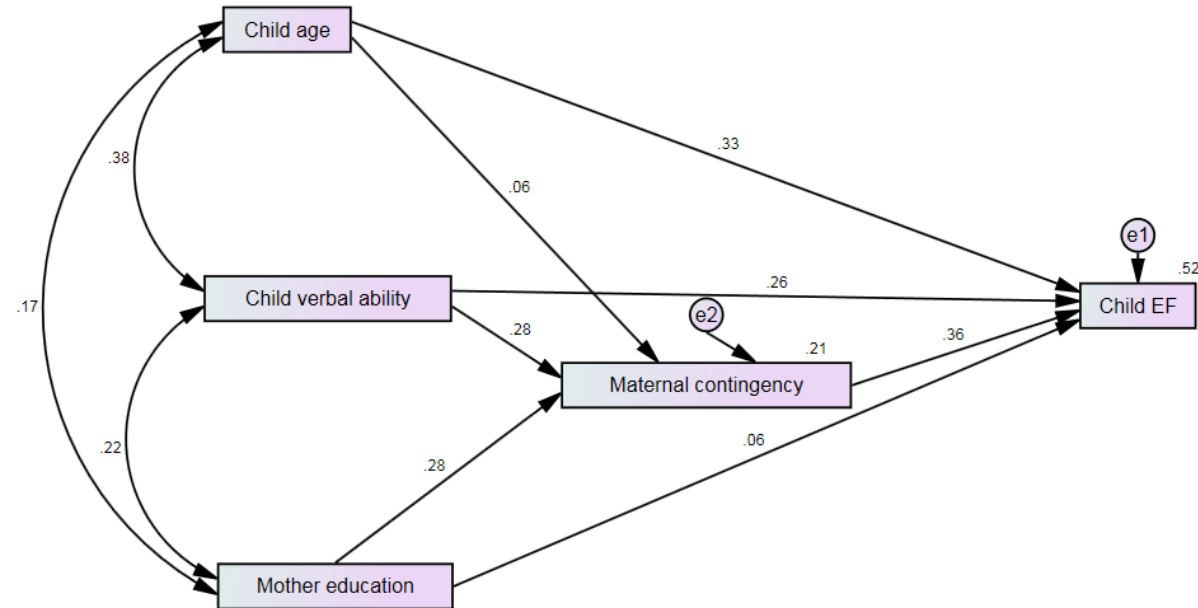 Child age
.38
.33
.06
.17
Child verbal ability
.26
e1
.52
Child EF
.28
e2
.21
.36
Maternal contingency
.22
.28
.06
Mother education